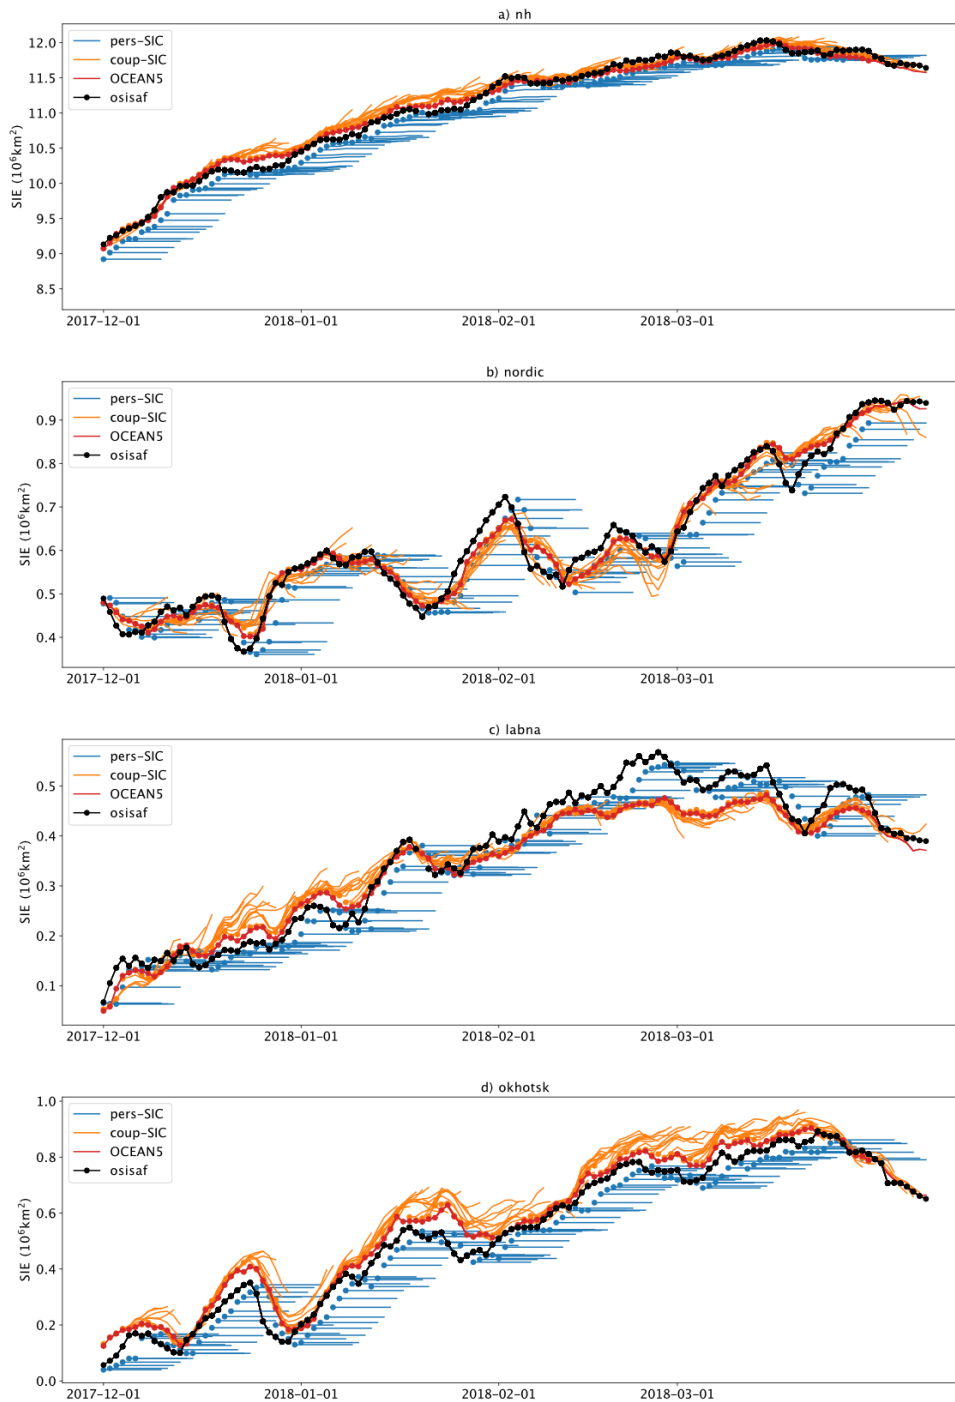 a) nh
pers-SIC
coup-SIC
OCEAN5
osisaf
SIE (10⁶km²)
12.0
11.5
11.0
10.5
10.0
9.5
9.0
8.5
2017-12-01 2018-01-01 2018-02-01 2018-03-01
b) nordic
pers-SIC
coup-SIC
OCEAN5
osisaf
SIE (10⁶km²)
0.9
0.8
0.7
0.6
0.5
0.4
2017-12-01 2018-01-01 2018-02-01 2018-03-01
c) labna
pers-SIC
coup-SIC
OCEAN5
osisaf
SIE (10⁶km²)
0.5
0.4
0.3
0.2
0.1
2017-12-01 2018-01-01 2018-02-01 2018-03-01
d) okhotsk
pers-SIC
coup-SIC
OCEAN5
osisaf
SIE (10⁶km²)
1.0
0.8
0.6
0.4
0.2
0.0
2017-12-01 2018-01-01 2018-02-01 2018-03-01